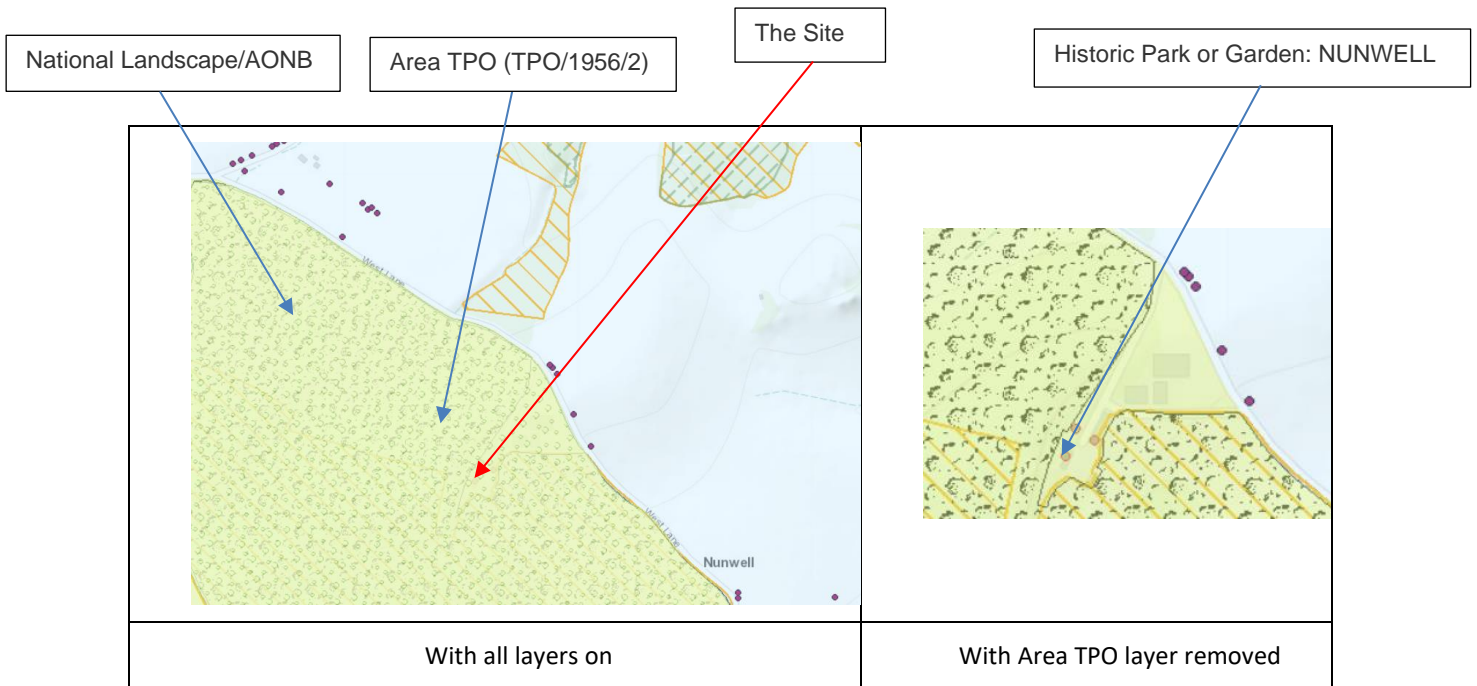 National Landscape/AONB
Area TPO (TPO/1956/2)
The Site
Historic Park or Garden: NUNWELL
West Lane
West Lane
Nunwell
With all layers on
With Area TPO layer removed